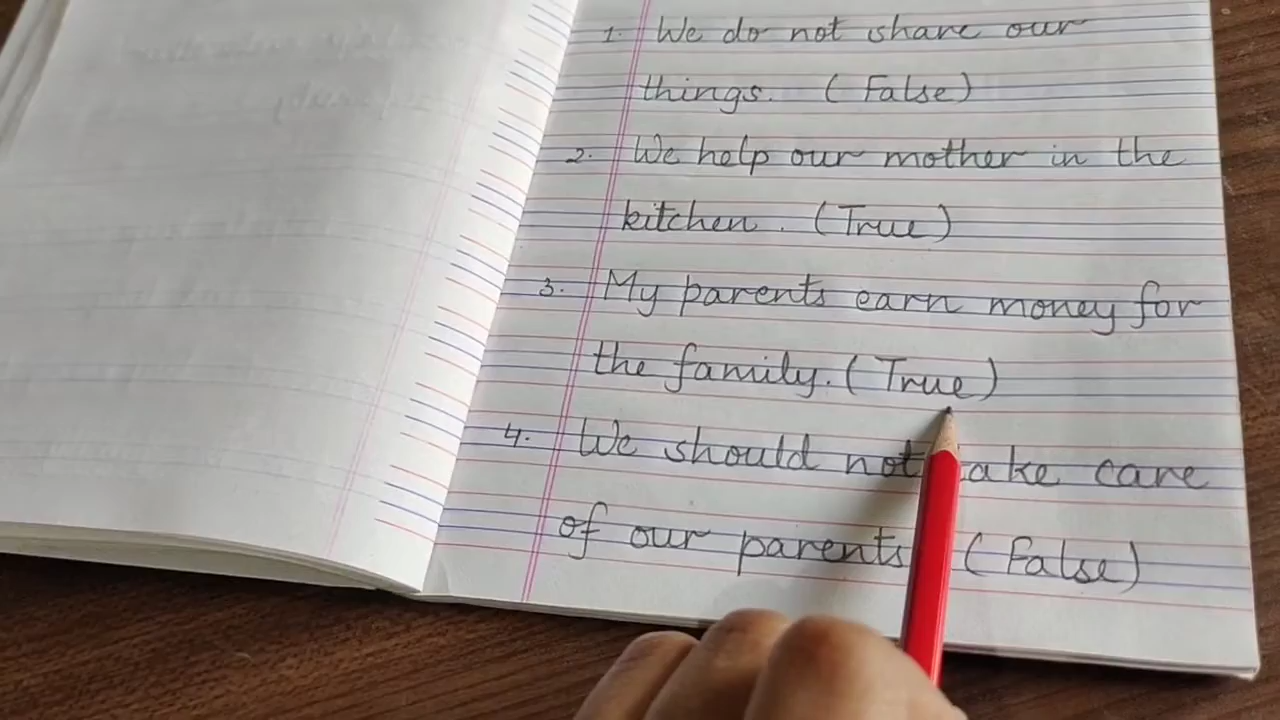 1. We do not share our
things. (False)
2. We help our mother in the
kitchen. (True)
3. My parents earn money for
the family. (True)
4. We should not take care
of our parents (False)